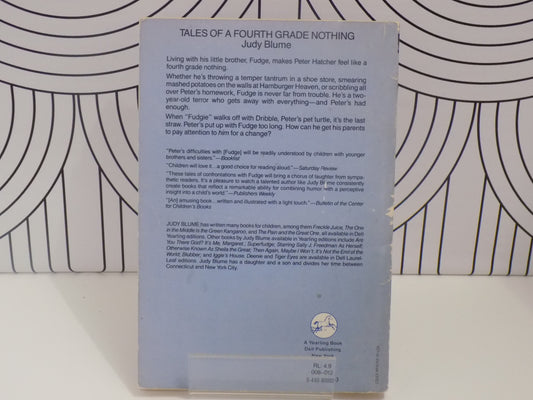 TALES OF A FOURTH GRADE NOTHING
Judy Blume
Living with his little brother, Fudge, makes Peter Hatcher feel like a
fourth grade nothing.
Whether he's throwing a temper tantrum in a shoe store, smearing
mashed potatoes on the walls at Hamburger Heaven, or scribbling all
over Peter's homework, Fudge is never far from trouble. He's a two-
year-old terror who gets away with everything—and Peter's had
enough.
When "Fudgie" walks off with Dribble, Peter's pet turtle, it's the last
straw. Peter's put up with Fudge too long. How can he get his parents
to pay attention to him for a change?
"Peter's difficulties with [Fudge] will be readily understood by children with younger
brothers and sisters."—Booklist
"Children will love it...a good choice for reading aloud."—Saturday Review
"These tales of confrontations with Fudge will bring a chorus of laughter from sympa-
thetic readers. It's a pleasure to watch a talented author like Judy Blume consistently
create books that reflect a remarkable ability for combining humor with a perceptive
insight into a child's world."—Publishers Weekly
"[An] amusing book...written and illustrated with a light touch."—Bulletin of the Center
for Children's Books
JUDY BLUME has written many books for children, among them Freckle Juice, The One
in the Middle Is the Green Kangaroo, and The Pain and the Great One, all available in Dell
Yearling editions. Other books by Judy Blume available in Yearling editions include Are
You There God? It's Me, Margaret.; Superfudge; Starring Sally J. Freedman As Herself;
Otherwise Known As Sheila the Great; Then Again, Maybe I Won't; It's Not the End of the
World; Blubber; and Iggie's House. Deenie and Tiger Eyes are available in Dell Laurel-
Leaf editions. Judy Blume has a daughter and a son and divides her time between
Connecticut and New York City.
A Yearling Book
Dell Publishing
New York
RL: 4.9
008-012